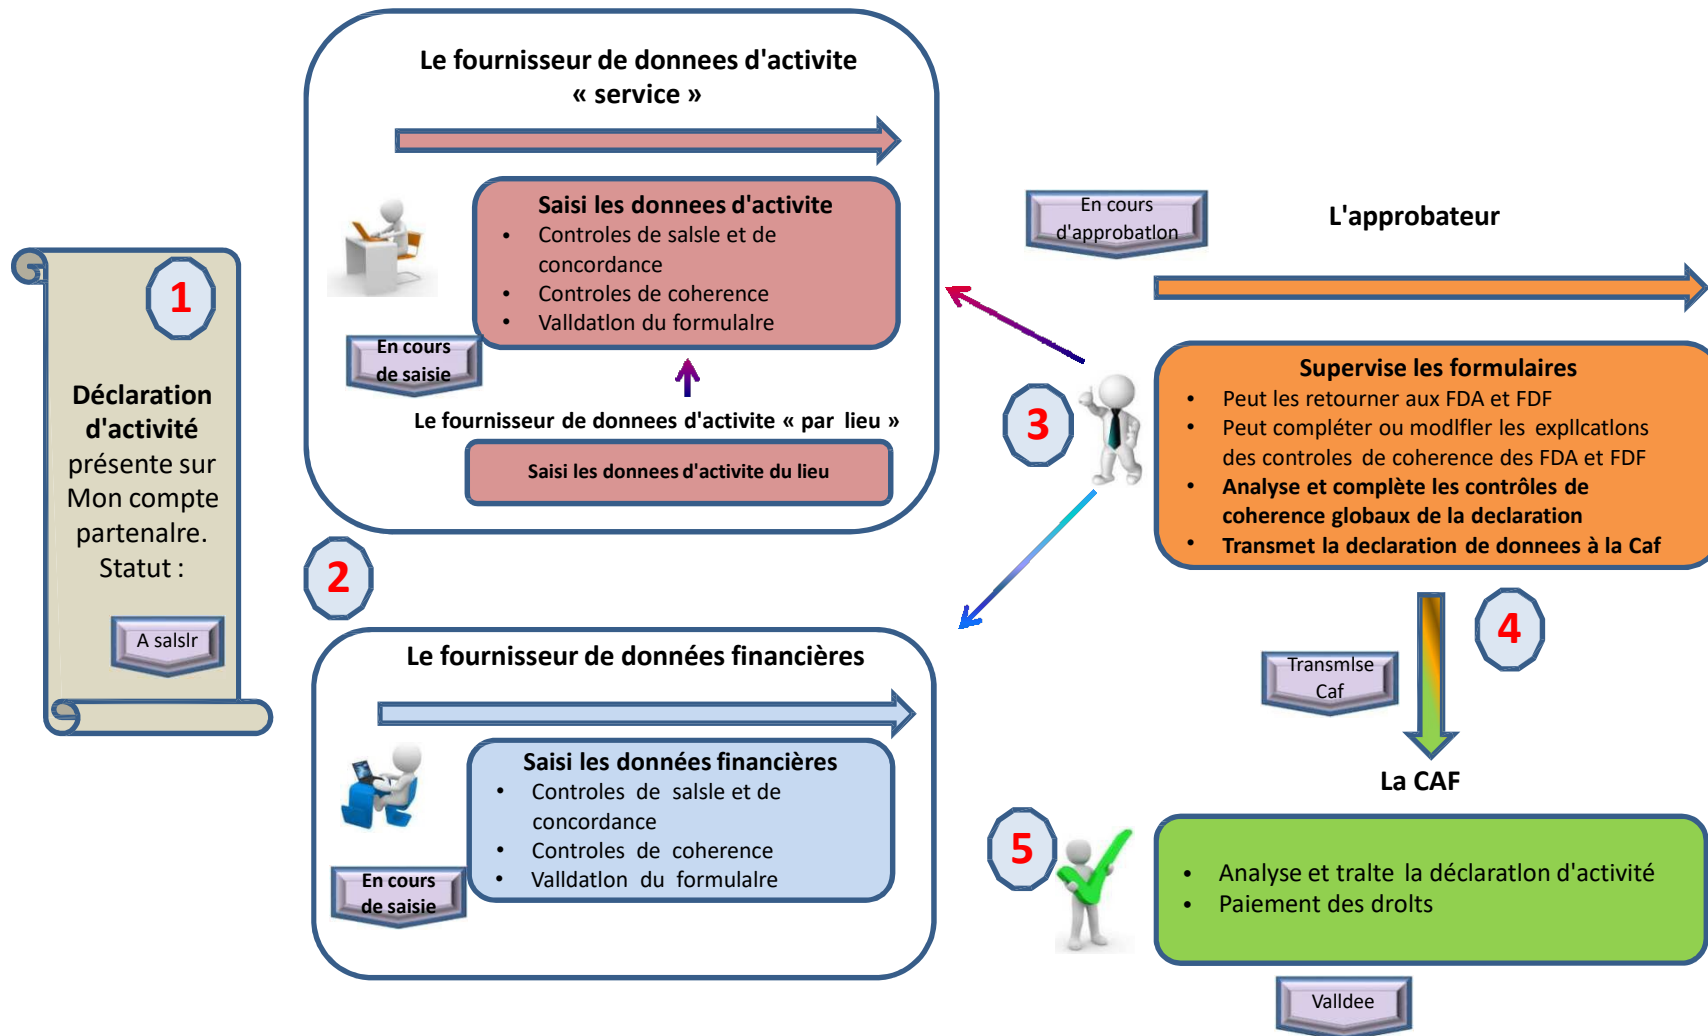 1
Déclaration
d'activité
présente sur
Mon compte
partenalre.
Statut :
A salslr
Le fournisseur de donnees d'activite
« service »
Saisi les donnees d'activite
• Controles de salsle et de
concordance
• Controles de coherence
• Valldatlon du formulalre
En cours
de saisie
Le fournisseur de donnees d'activite « par lieu »
Saisi les donnees d'activite du lieu
2
Le fournisseur de données financières
Saisi les données financières
• Controles de salsle et de
concordance
• Controles de coherence
• Valldatlon du formulalre
En cours
de saisie
3
En cours
d'approbatlon
L'approbateur
Supervise les formulaires
• Peut les retourner aux FDA et FDF
• Peut compléter ou modlfler les expllcatlons
des controles de coherence des FDA et FDF
• Analyse et complète les contrôles de
coherence globaux de la declaration
• Transmet la declaration de donnees à la Caf
4
Transmlse
Caf
La CAF
5
• Analyse et tralte la déclaratlon d'activité
• Paiement des drolts
Valldee